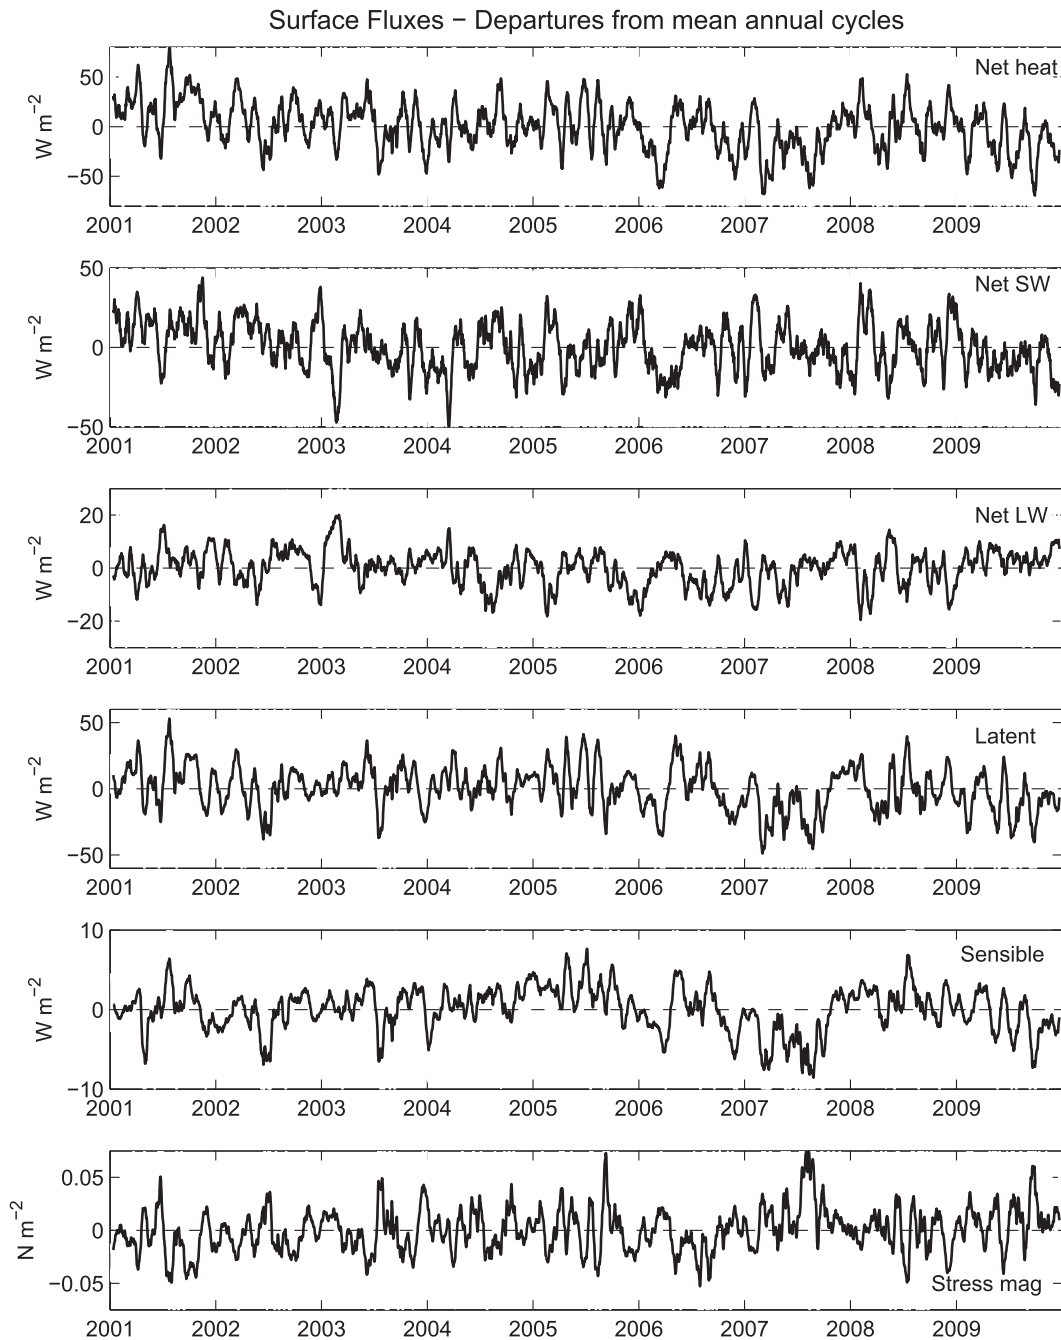 Surface Fluxes − Departures from mean annual cycles
Net heat
50
0
−50
W m−2
2001 2002 2003 2004 2005 2006 2007 2008 2009
Net SW
50
0
−50
W m−2
2001 2002 2003 2004 2005 2006 2007 2008 2009
Net LW
20
0
−20
W m−2
2001 2002 2003 2004 2005 2006 2007 2008 2009
Latent
50
0
−50
W m−2
2001 2002 2003 2004 2005 2006 2007 2008 2009
Sensible
10
0
−10
W m−2
2001 2002 2003 2004 2005 2006 2007 2008 2009
0.05
0
−0.05
N m−2
Stress mag
2001 2002 2003 2004 2005 2006 2007 2008 2009